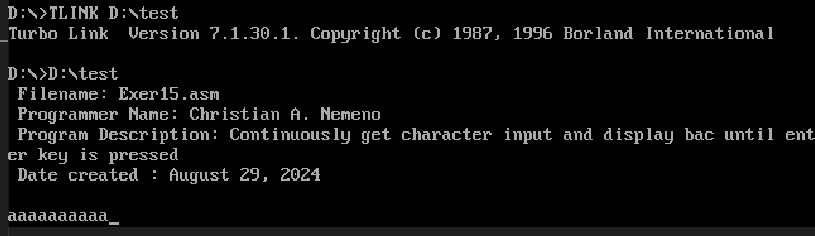 D:\>TLINK D:\test
Turbo Link  Version 7.1.30.1. Copyright (c) 1987, 1996 Borland International
D:\>D:\test
Filename: Exer15.asm
Programmer Name: Christian A. Nemeno
Program Description: Continuously get character input and display bac until ent
er key is pressed
Date created : August 29, 2024
aaaaaaaaaa_